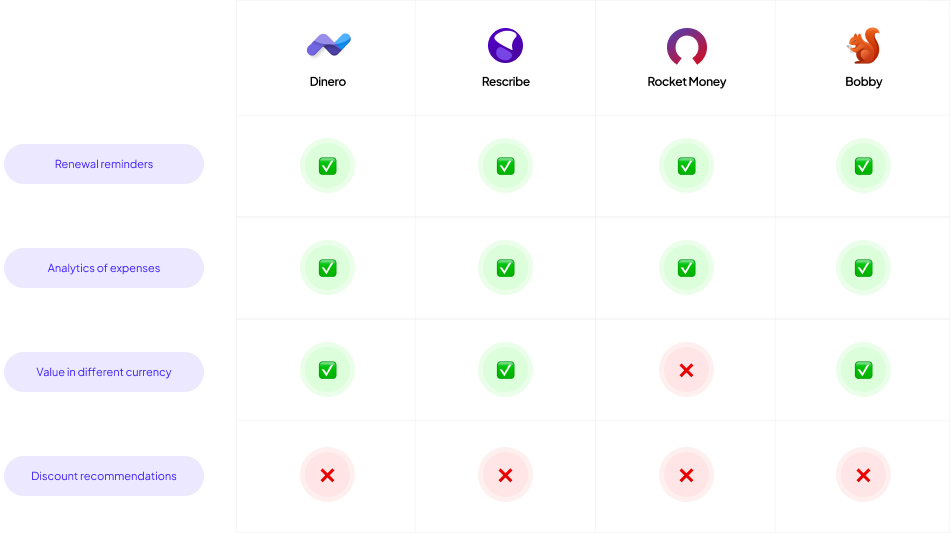 Dinero
Rescribe
Rocket Money
Bobby
Renewal reminders
Analytics of expenses
Value in different currency
Discount recommendations